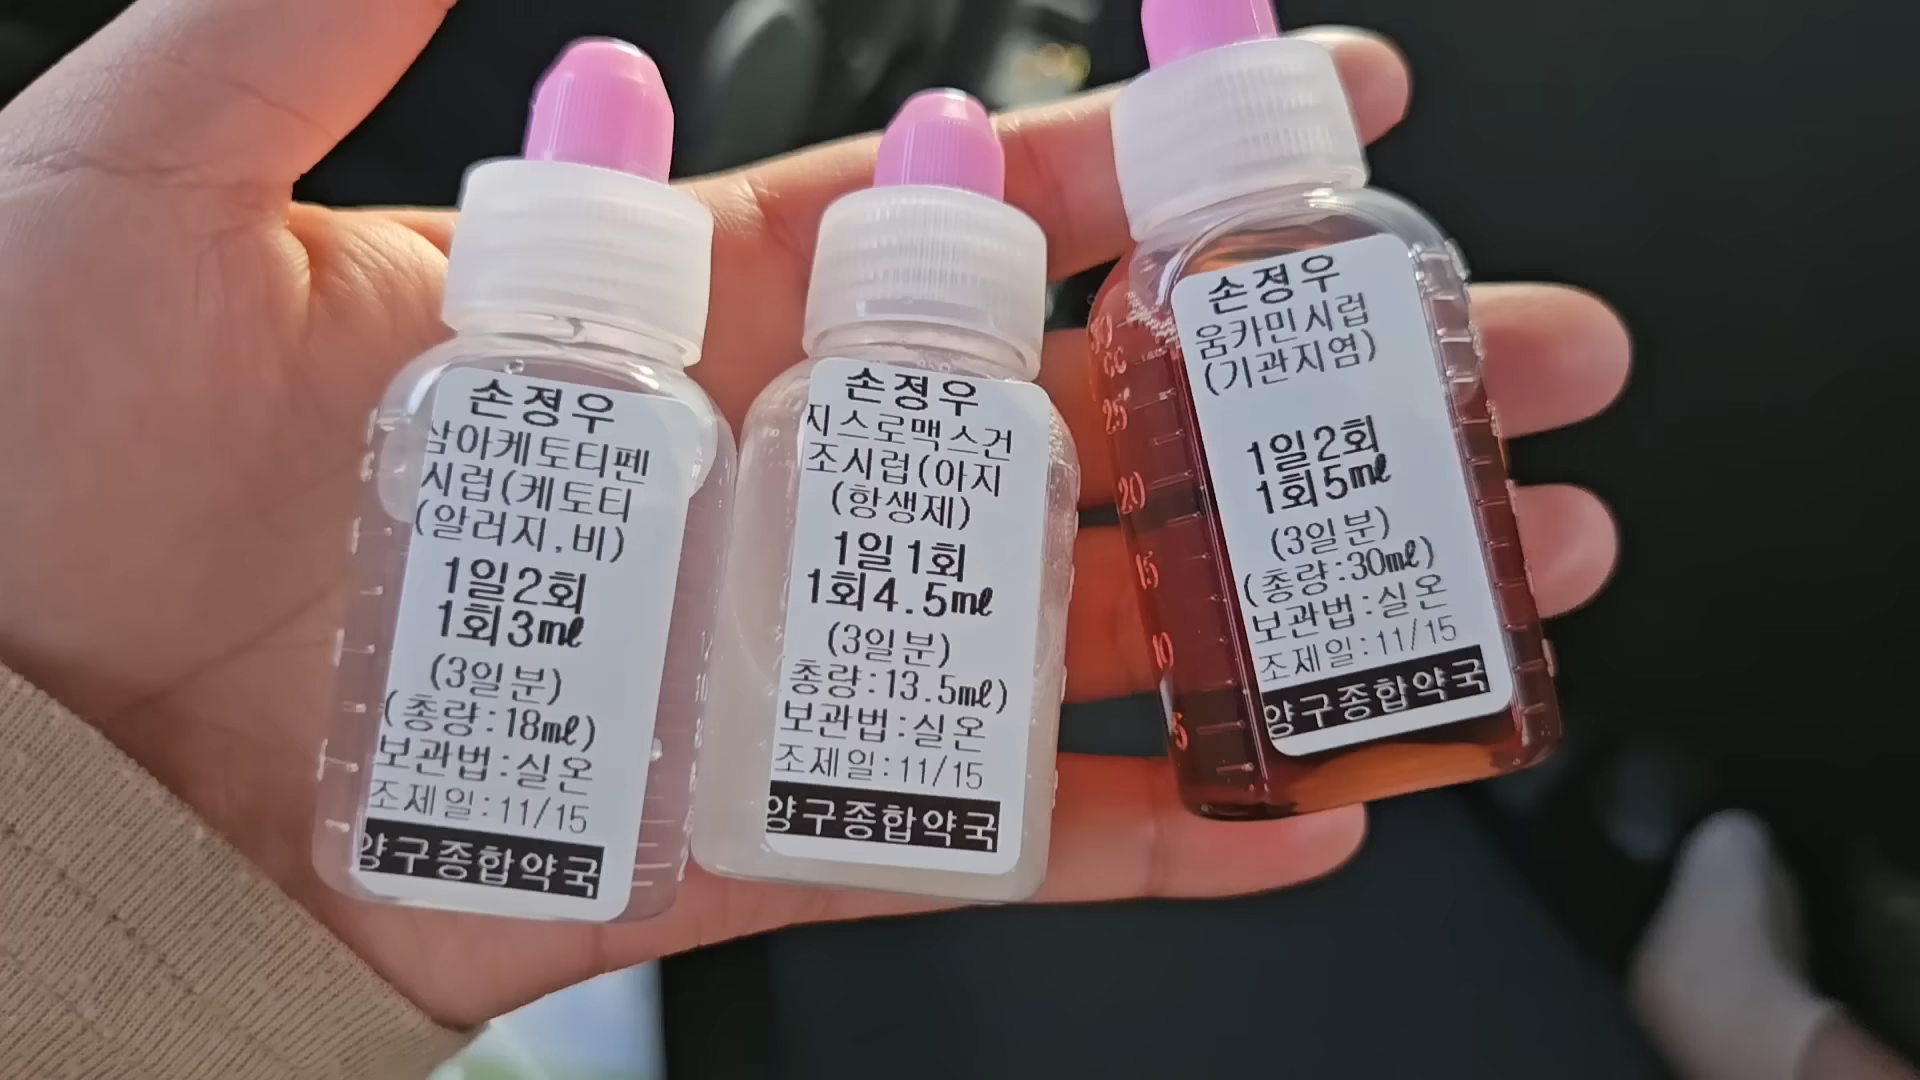 손정우
삼아케토티펜
시럽(케토티
(알러지,비)
1일2회
1회3㎖
(3일분)
(총량:18㎖)
보관법:실온
조제일:11/15
양구종합약국
손정우
지스로맥스건
조시럽(아지
(항생제)
1일1회
1회4.5㎖
(3일분)
(총량:13.5㎖)
보관법:실온
조제일:11/15
양구종합약국
손정우
움카민시럽
(기관지염)
1일2회
1회5㎖
(3일분)
(총량:30㎖)
보관법:실온
조제일:11/15
양구종합약국
cc
25
20
15
10
5